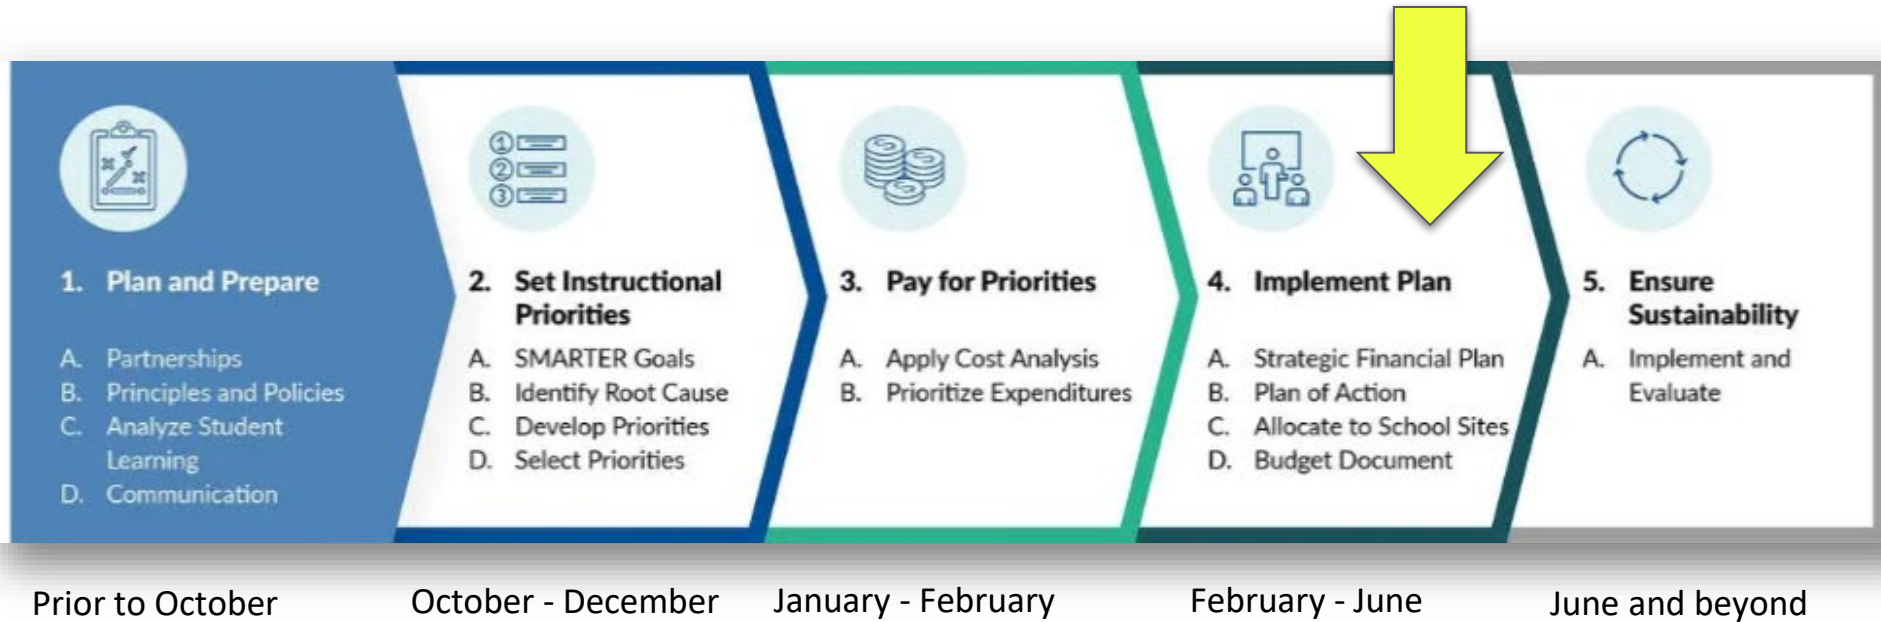 1. Plan and Prepare
A. Partnerships
B. Principles and Policies
C. Analyze Student
Learning
D. Communication
1
2
3
2. Set Instructional
Priorities
A. SMARTER Goals
B. Identify Root Cause
C. Develop Priorities
D. Select Priorities
3. Pay for Priorities
A. Apply Cost Analysis
B. Prioritize Expenditures
4. Implement Plan
A. Strategic Financial Plan
B. Plan of Action
C. Allocate to School Sites
D. Budget Document
5. Ensure
Sustainability
A. Implement and
Evaluate
Prior to October
October - December
January - February
February - June
June and beyond